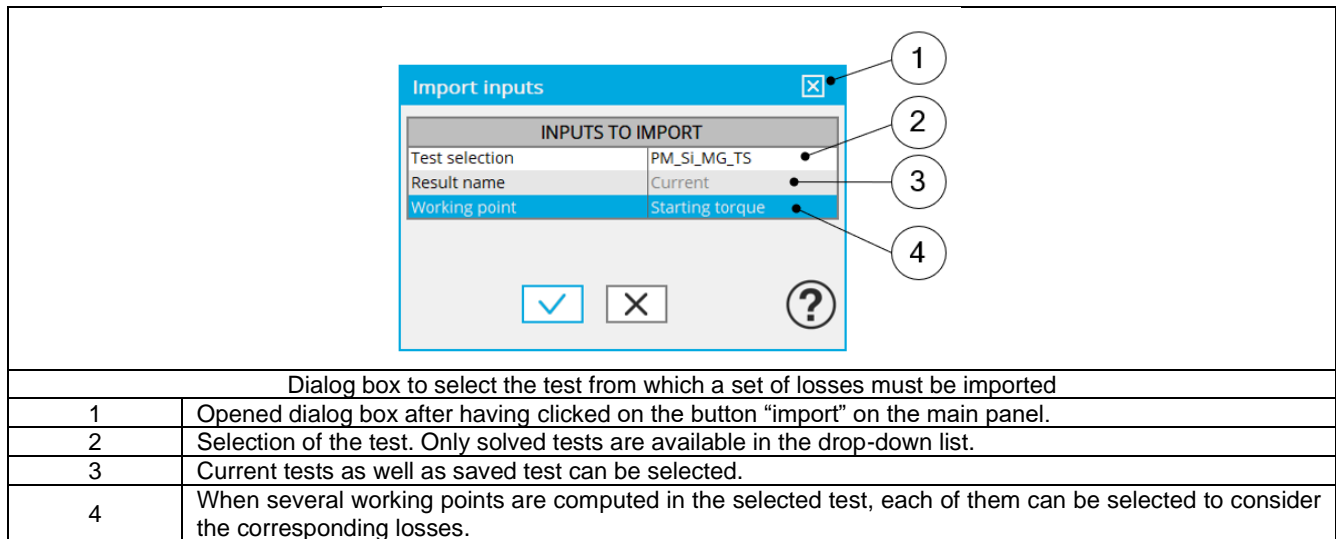 Import inputs
1
INPUTS TO IMPORT
2
Test selection PM_Si_MG_TS
Result name Current
3
Working point Starting torque
4
?
Dialog box to select the test from which a set of losses must be imported
1 Opened dialog box after having clicked on the button “import” on the main panel.
2 Selection of the test. Only solved tests are available in the drop-down list.
3 Current tests as well as saved test can be selected.
4 When several working points are computed in the selected test, each of them can be selected to consider
the corresponding losses.